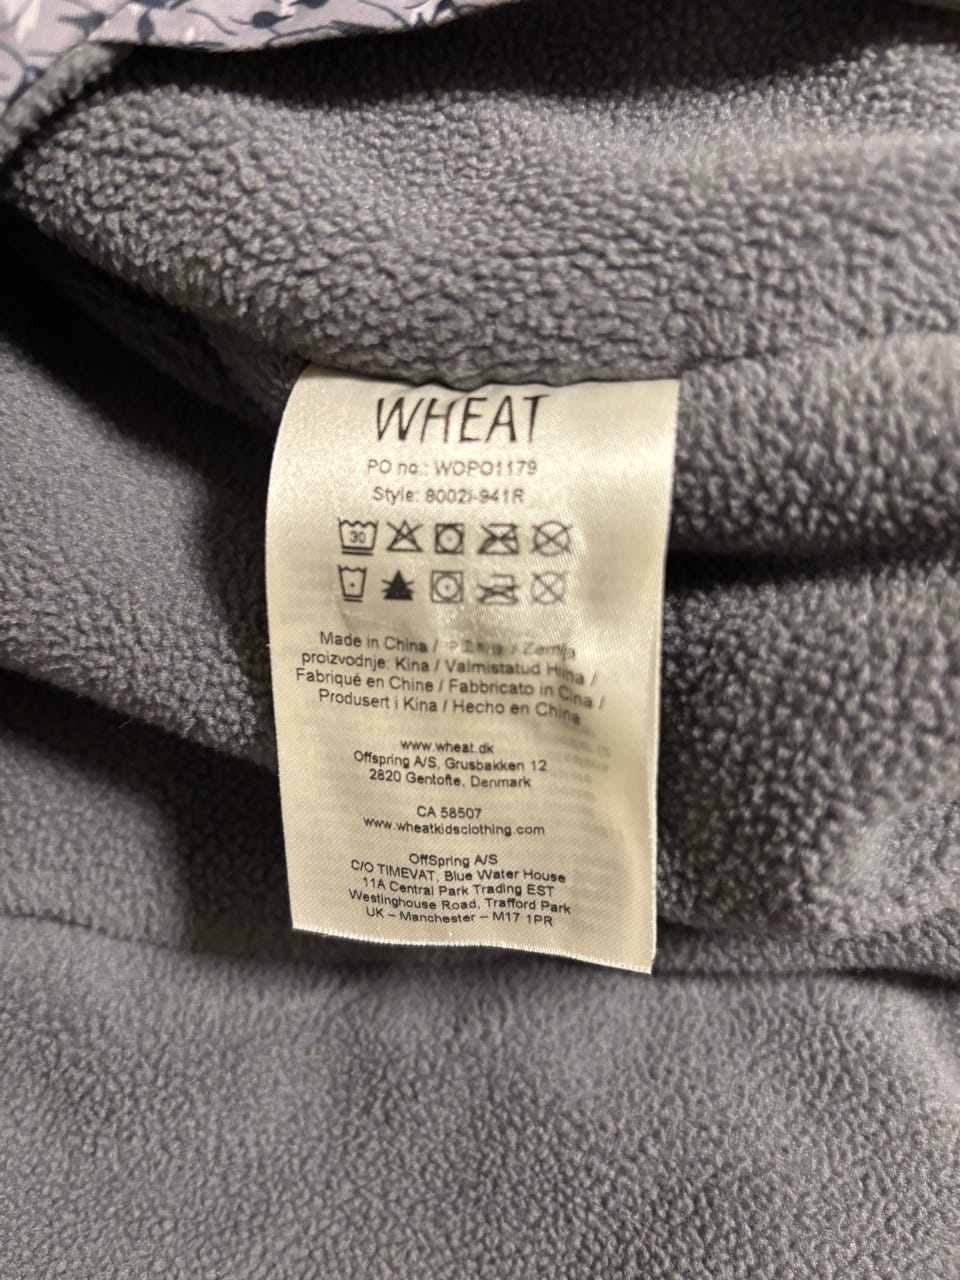 WHEAT
PO no.: WOPO1179
Style: 8002i-941R
30
Made in China / / Zemlja
proizvodnje: Kina / Valmistatud Hiina /
Fabriqué en Chine / Fabbricato in Cina /
Produsert i Kina / Hecho en China
www.wheat.dk
Offspring A/S, Grusbakken 12
2820 Gentofte, Denmark
CA 58507
www.wheatkidsclothing.com
OffSpring A/S
C/O TIMEVAT, Blue Water House
11A Central Park Trading EST
Westinghouse Road, Trafford Park
UK – Manchester – M17 1PR